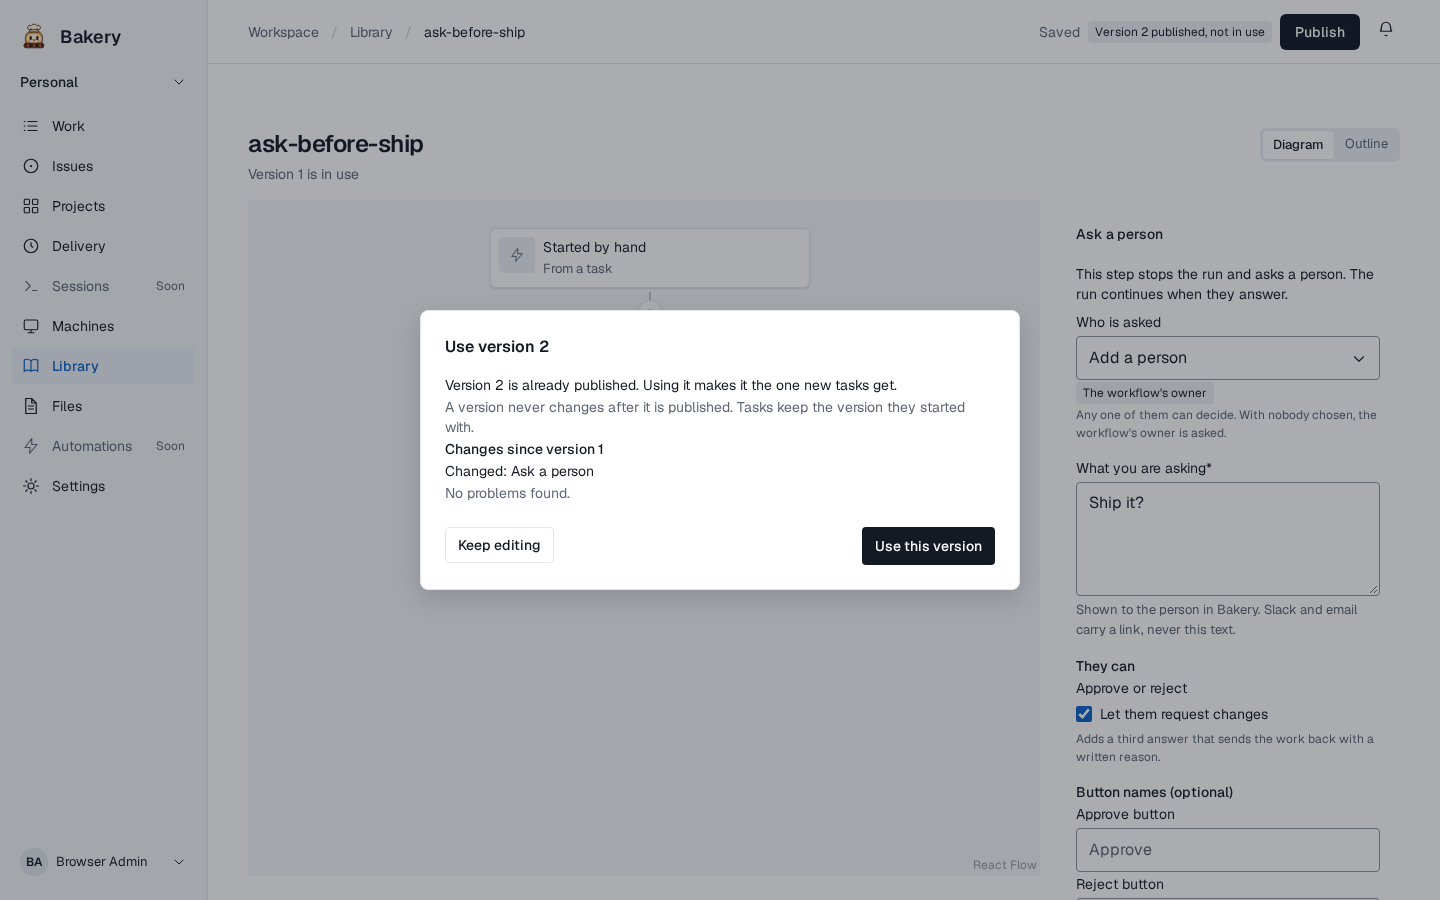 Bakery
Personal
Work
Issues
Projects
Delivery
Sessions Soon
Machines
Library
Files
Automations Soon
Settings
BA Browser Admin
Workspace / Library / ask-before-ship
Saved Version 2 published, not in use Publish
ask-before-ship
Version 1 is in use
Diagram Outline
Started by hand
From a task
Use version 2
Version 2 is already published. Using it makes it the one new tasks get.
A version never changes after it is published. Tasks keep the version they started
with.
Changes since version 1
Changed: Ask a person
No problems found.
Keep editing Use this version
React Flow
Ask a person
This step stops the run and asks a person. The
run continues when they answer.
Who is asked
Add a person
The workflow's owner
Any one of them can decide. With nobody chosen, the
workflow's owner is asked.
What you are asking*
Ship it?
Shown to the person in Bakery. Slack and email
carry a link, never this text.
They can
Approve or reject
Let them request changes
Adds a third answer that sends the work back with a
written reason.
Button names (optional)
Approve button
Approve
Reject button